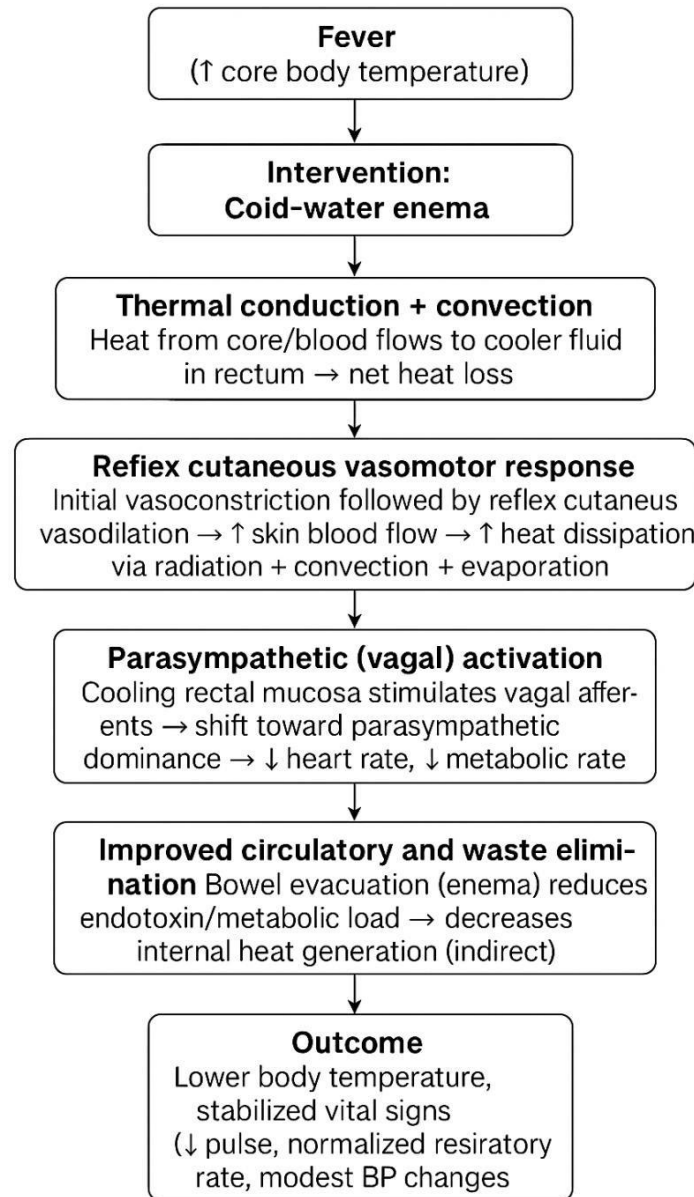 Fever
(↑ core body temperature)
Intervention:
Coid-water enema
Thermal conduction + convection
Heat from core/blood flows to cooler fluid
in rectum → net heat loss
Refiex cutaneous vasomotor response
Initial vasoconstriction followed by reflex cutaneus
vasodilation → ↑ skin blood flow → ↑ heat dissipation
via radiation + convection + evaporation
Parasympathetic (vagal) activation
Cooling rectal mucosa stimulates vagal affer-
ents → shift toward parasympathetic
dominance → ↓ heart rate, ↓ metabolic rate
Improved circulatory and waste elimi-
nation Bowel evacuation (enema) reduces
endotoxin/metabolic load → decreases
internal heat generation (indirect)
Outcome
Lower body temperature,
stabilized vital signs
(↓ pulse, normalized resiratory
rate, modest BP changes